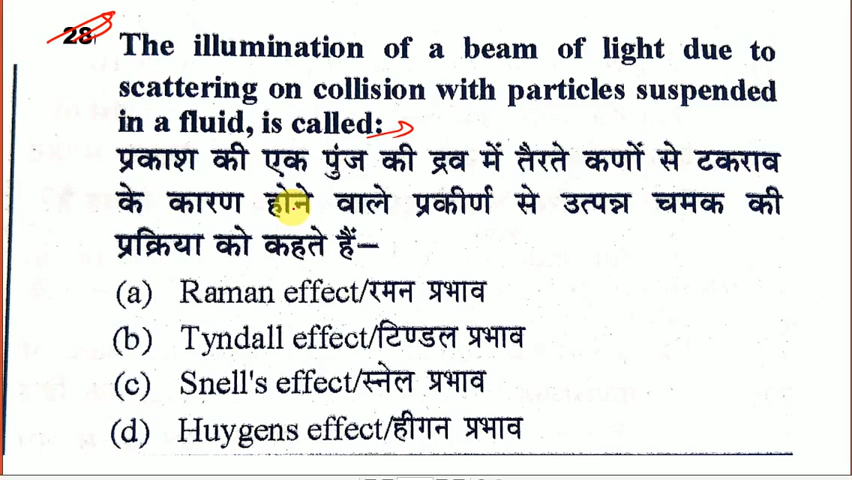 28
The illumination of a beam of light due to
scattering on collision with particles suspended
in a fluid, is called:
प्रकाश की एक पुंज की द्रव में तैरते कणों से टकराव
के कारण होने वाले प्रकीर्ण से उत्पन्न चमक की
प्रक्रिया को कहते हैं–
(a) Raman effect/रमन प्रभाव
(b) Tyndall effect/टिण्डल प्रभाव
(c) Snell's effect/स्नेल प्रभाव
(d) Huygens effect/हीगन प्रभाव